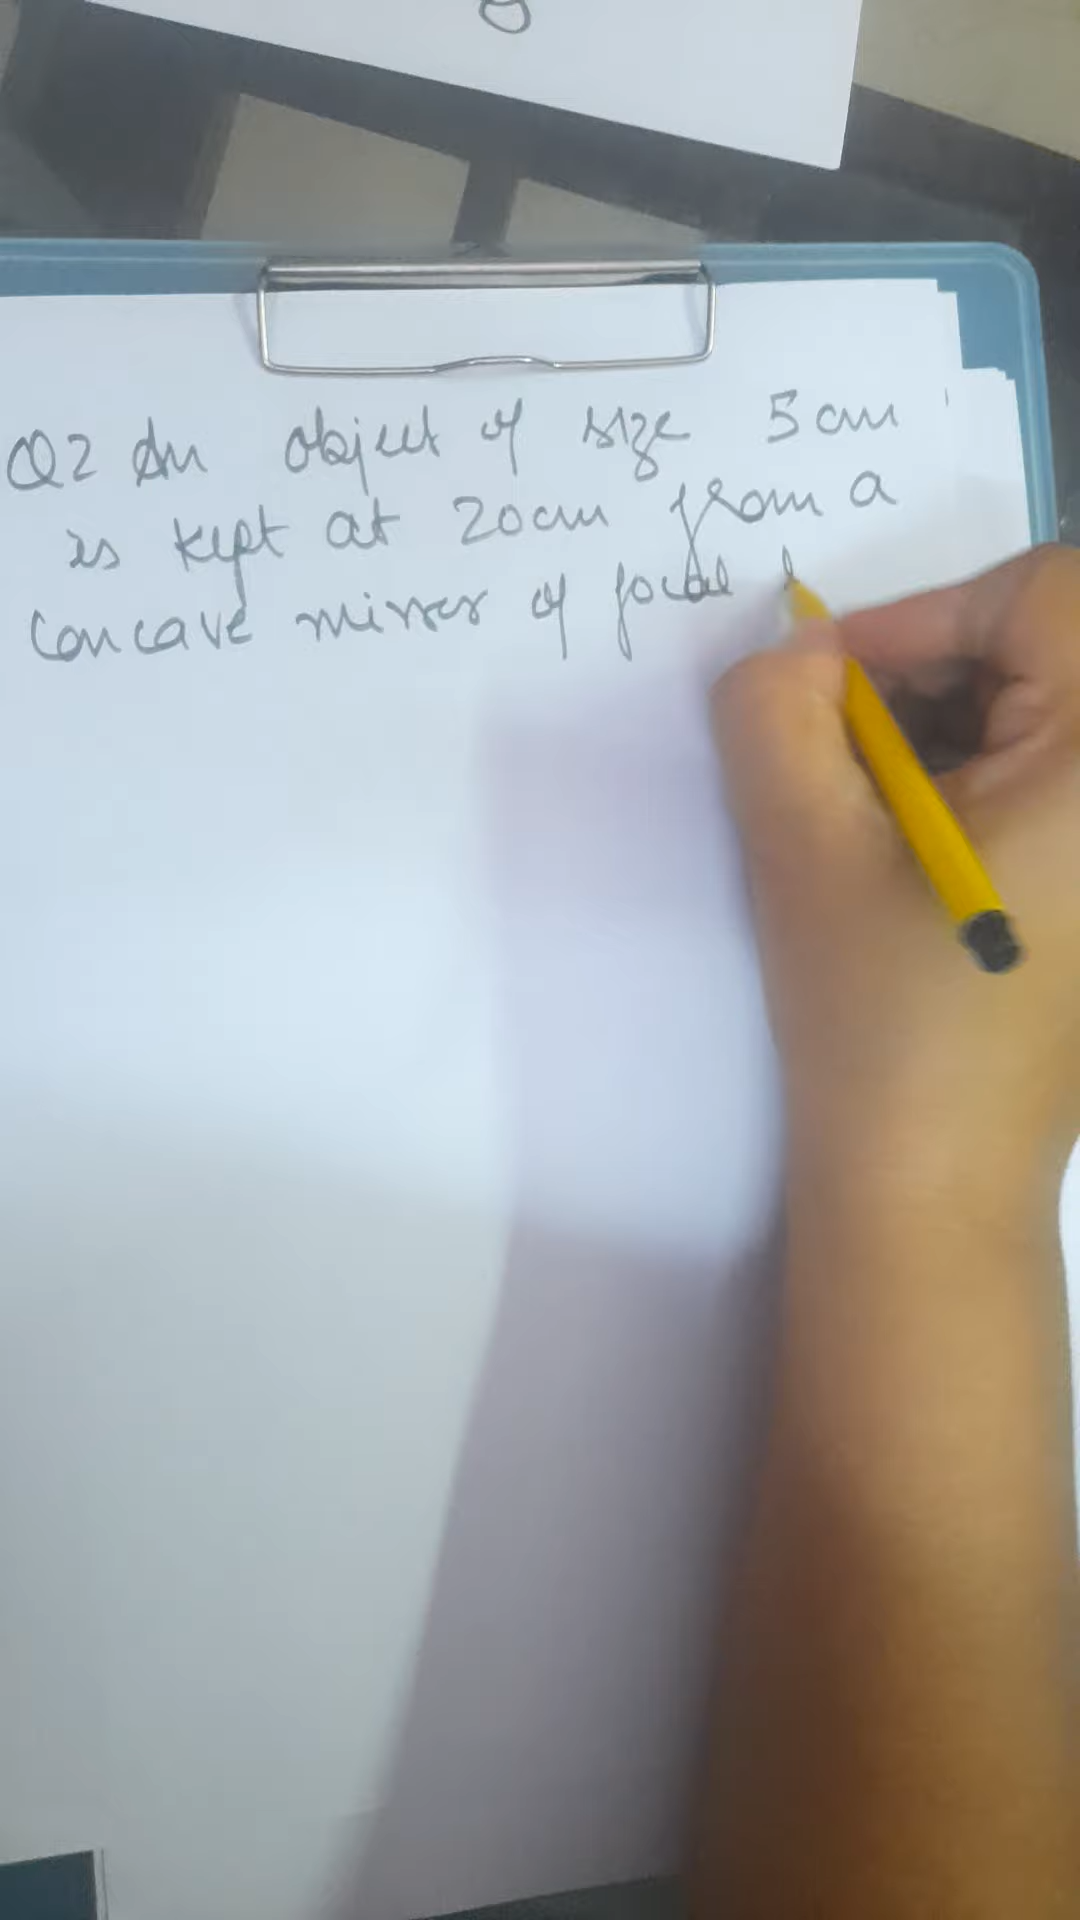 Q2 An object of size 5cm
is kept at 20cm from a
concave mirror of focal l